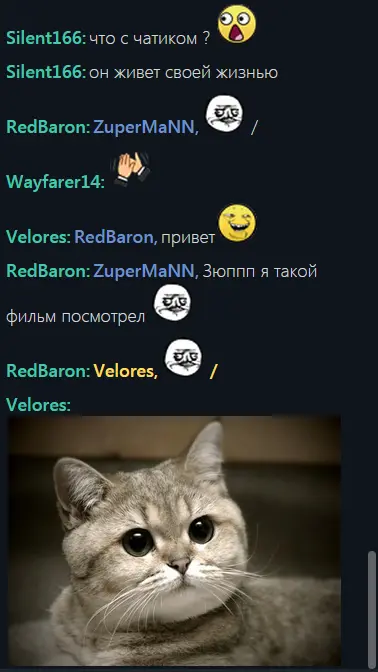 Silent166: что с чатиком ?
Silent166: он живет своей жизнью
RedBaron: ZuperMaNN, /
Wayfarer14:
Velores: RedBaron, привет
RedBaron: ZuperMaNN, Зюппп я такой
фильм посмотрел
RedBaron: Velores, /
Velores: